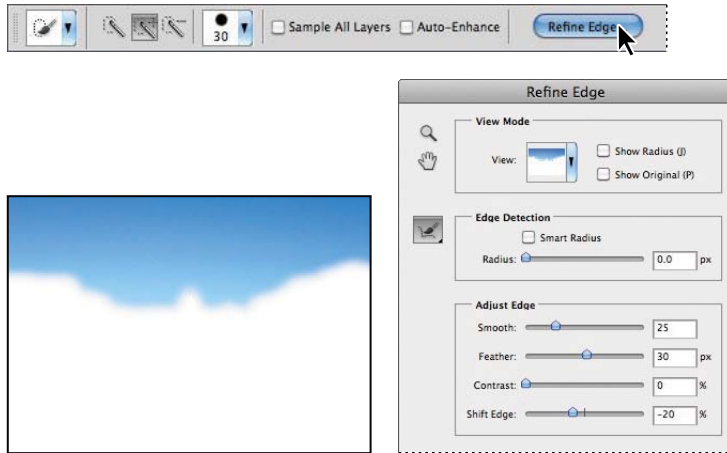 30
Sample All Layers
Auto-Enhance
Refine Edge
Refine Edge
View Mode
View:
Show Radius (J)
Show Original (P)
Edge Detection
Smart Radius
Radius: 0.0 px
Adjust Edge
Smooth: 25
Feather: 30 px
Contrast: 0 %
Shift Edge: -20 %